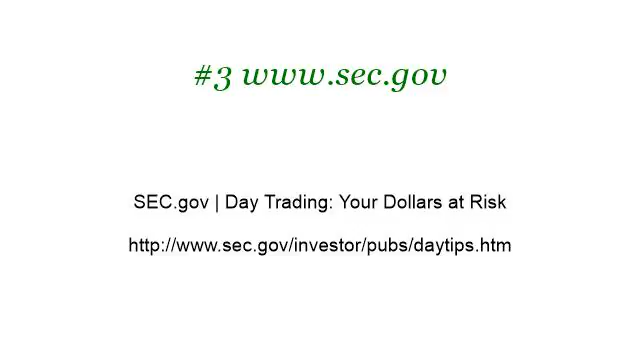 #3 www.sec.gov
SEC.gov | Day Trading: Your Dollars at Risk
http://www.sec.gov/investor/pubs/daytips.htm